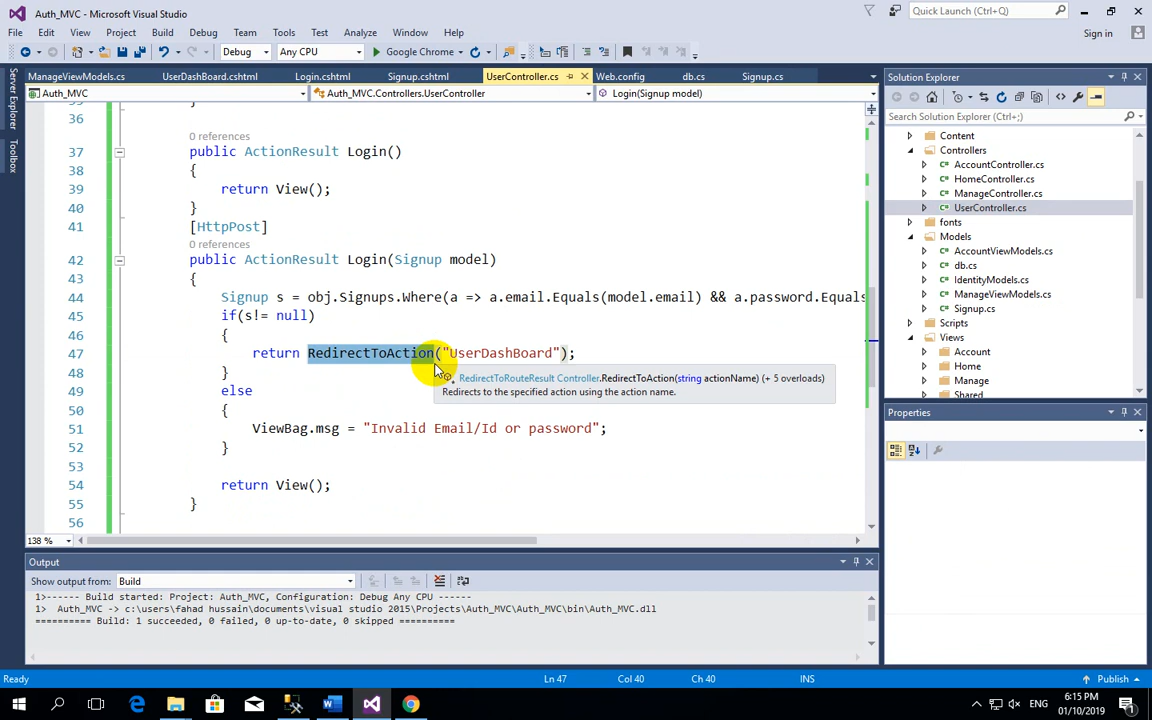 Auth_MVC - Microsoft Visual Studio
Quick Launch (Ctrl+Q)
File Edit View Project Build Debug Team Tools Test Analyze Window Help
Sign in
Debug Any CPU Google Chrome
ManageViewModels.cs UserDashBoard.cshtml Login.cshtml Signup.cshtml UserController.cs Web.config db.cs Signup.cs
Auth_MVC Auth_MVC.Controllers.UserController Login(Signup model)
Server Explorer
Toolbox
35 }
36
0 references
37 public ActionResult Login()
38 {
39 return View();
40 }
41 [HttpPost]
0 references
42 public ActionResult Login(Signup model)
43 {
44 Signup s = obj.Signups.Where(a => a.email.Equals(model.email) && a.password.Equals
45 if(s!= null)
46 {
47 return RedirectToAction("UserDashBoard");
48 }
RedirectToRouteResult Controller.RedirectToAction(string actionName) (+ 5 overloads)
Redirects to the specified action using the action name.
49 else
50 {
51 ViewBag.msg = "Invalid Email/Id or password";
52 }
53
54 return View();
55 }
56
138 %
Solution Explorer
Search Solution Explorer (Ctrl+;)
Content
Controllers
AccountController.cs
HomeController.cs
ManageController.cs
UserController.cs
fonts
Models
AccountViewModels.cs
db.cs
IdentityModels.cs
ManageViewModels.cs
Signup.cs
Scripts
Views
Account
Home
Manage
Shared
Properties
Output
Show output from: Build
1>------ Build started: Project: Auth_MVC, Configuration: Debug Any CPU ------
1> Auth_MVC -> c:\users\fahad hussain\documents\visual studio 2015\Projects\Auth_MVC\Auth_MVC\bin\Auth_MVC.dll
========== Build: 1 succeeded, 0 failed, 0 up-to-date, 0 skipped ==========
Ready Ln 47 Col 40 Ch 40 INS Publish
6:15 PM
01/10/2019
1